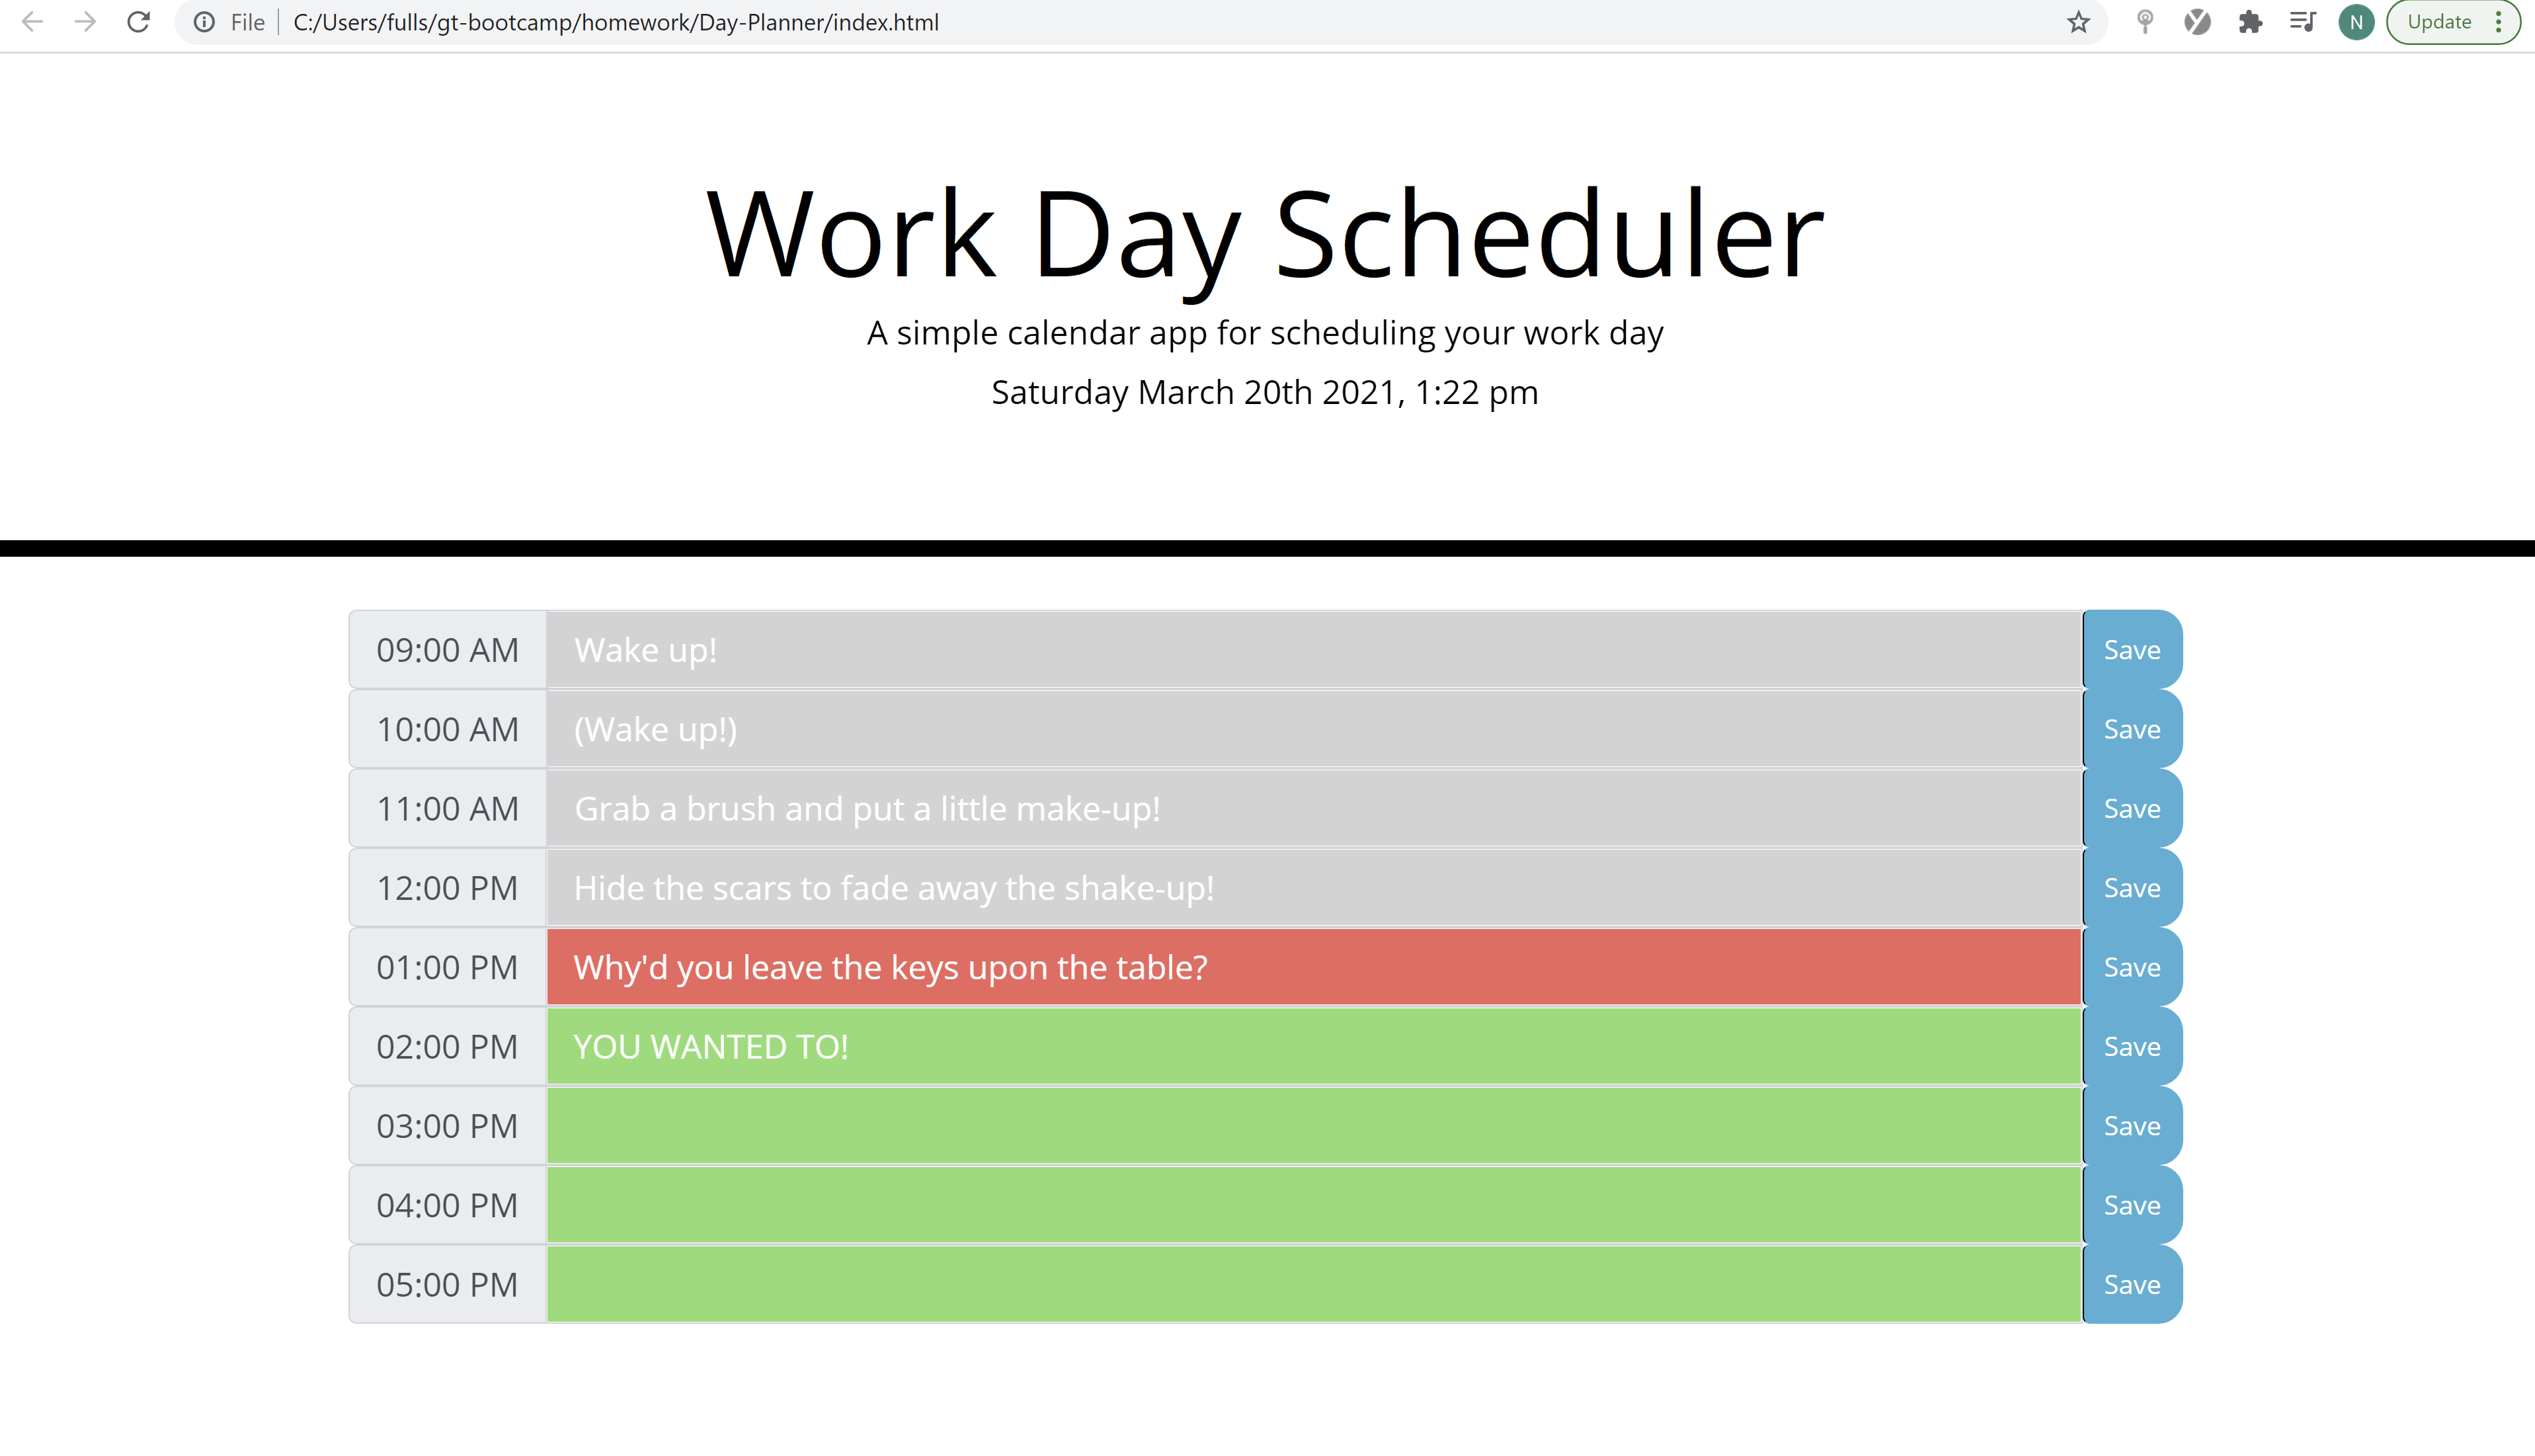 File C:/Users/fulls/gt-bootcamp/homework/Day-Planner/index.html N Update
Work Day Scheduler
A simple calendar app for scheduling your work day
Saturday March 20th 2021, 1:22 pm
09:00 AM Wake up! Save
10:00 AM (Wake up!) Save
11:00 AM Grab a brush and put a little make-up! Save
12:00 PM Hide the scars to fade away the shake-up! Save
01:00 PM Why'd you leave the keys upon the table? Save
02:00 PM YOU WANTED TO! Save
03:00 PM Save
04:00 PM Save
05:00 PM Save